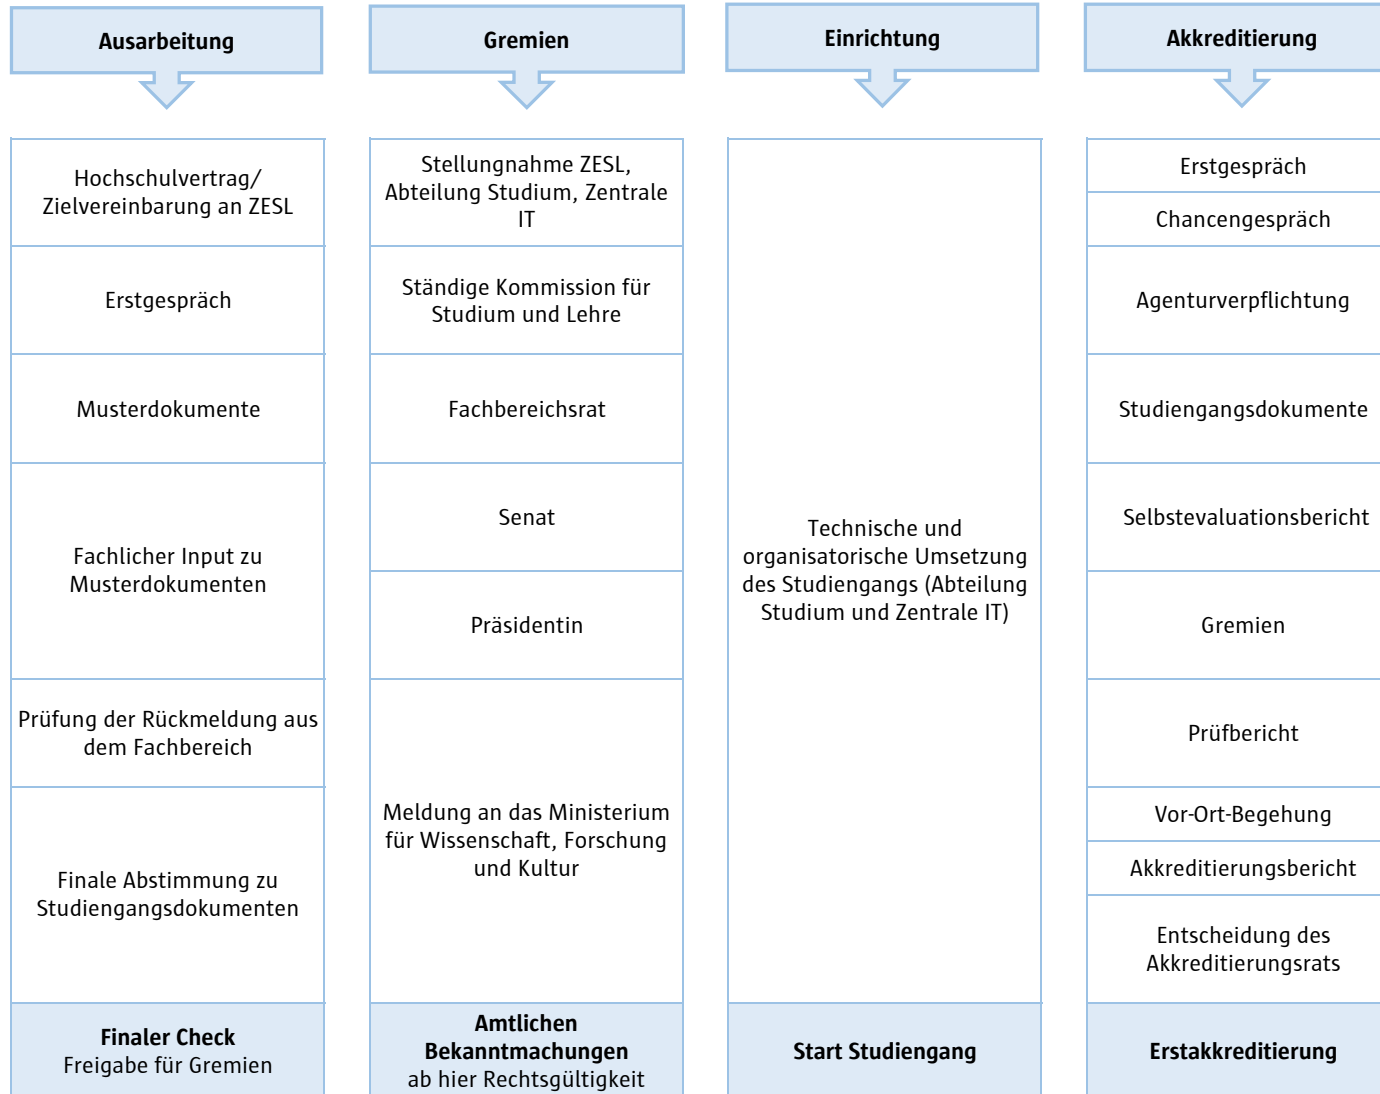 Ausarbeitung
Hochschulvertrag/
Zielvereinbarung an ZESL
Erstgespräch
Musterdokumente
Fachlicher Input zu
Musterdokumenten
Prüfung der Rückmeldung aus
dem Fachbereich
Finale Abstimmung zu
Studiengangsdokumenten
Finaler Check
Freigabe für Gremien
Gremien
Stellungnahme ZESL,
Abteilung Studium, Zentrale
IT
Ständige Kommission für
Studium und Lehre
Fachbereichsrat
Senat
Präsidentin
Meldung an das Ministerium
für Wissenschaft, Forschung
und Kultur
Amtlichen
Bekanntmachungen
ab hier Rechtsgültigkeit
Einrichtung
Technische und
organisatorische Umsetzung
des Studiengangs (Abteilung
Studium und Zentrale IT)
Start Studiengang
Akkreditierung
Erstgespräch
Chancengespräch
Agenturverpflichtung
Studiengangsdokumente
Selbstevaluationsbericht
Gremien
Prüfbericht
Vor-Ort-Begehung
Akkreditierungsbericht
Entscheidung des
Akkreditierungsrats
Erstakkreditierung